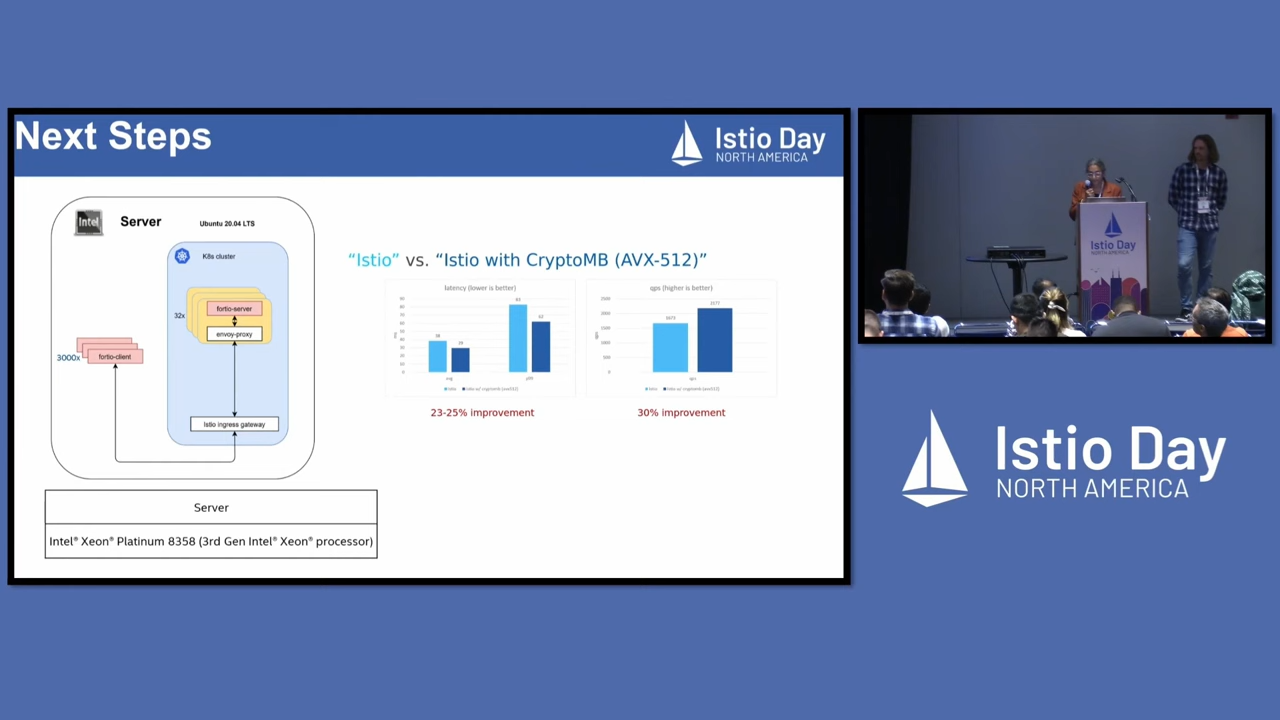 Next Steps
Istio Day
NORTH AMERICA
intel
Server
Ubuntu 20.04 LTS
K8s cluster
32x
fortio-server
envoy-proxy
3000x
fortio-client
Istio ingress gateway
Server
Intel® Xeon® Platinum 8358 (3rd Gen Intel® Xeon® processor)
“Istio” vs. “Istio with CryptoMB (AVX-512)”
latency (lower is better)
qps (higher is better)
23-25% improvement
30% improvement
Istio Day
NORTH AMERICA
Istio Day
NORTH AMERICA